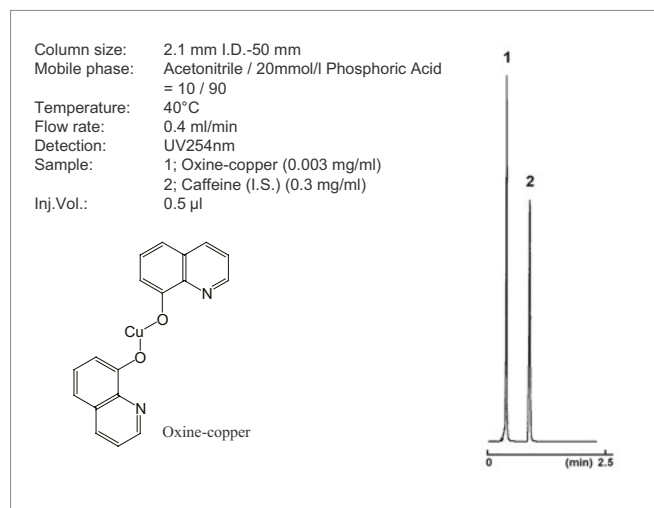 Column size: 2.1 mm I.D.-50 mm
Mobile phase: Acetonitrile / 20mmol/l Phosphoric Acid
= 10 / 90
Temperature: 40°C
Flow rate: 0.4 ml/min
Detection: UV254nm
Sample: 1; Oxine-copper (0.003 mg/ml)
2; Caffeine (I.S.) (0.3 mg/ml)
Inj.Vol.: 0.5 µl
N
O
Cu
O
N
Oxine-copper
1
2
0 (min) 2.5